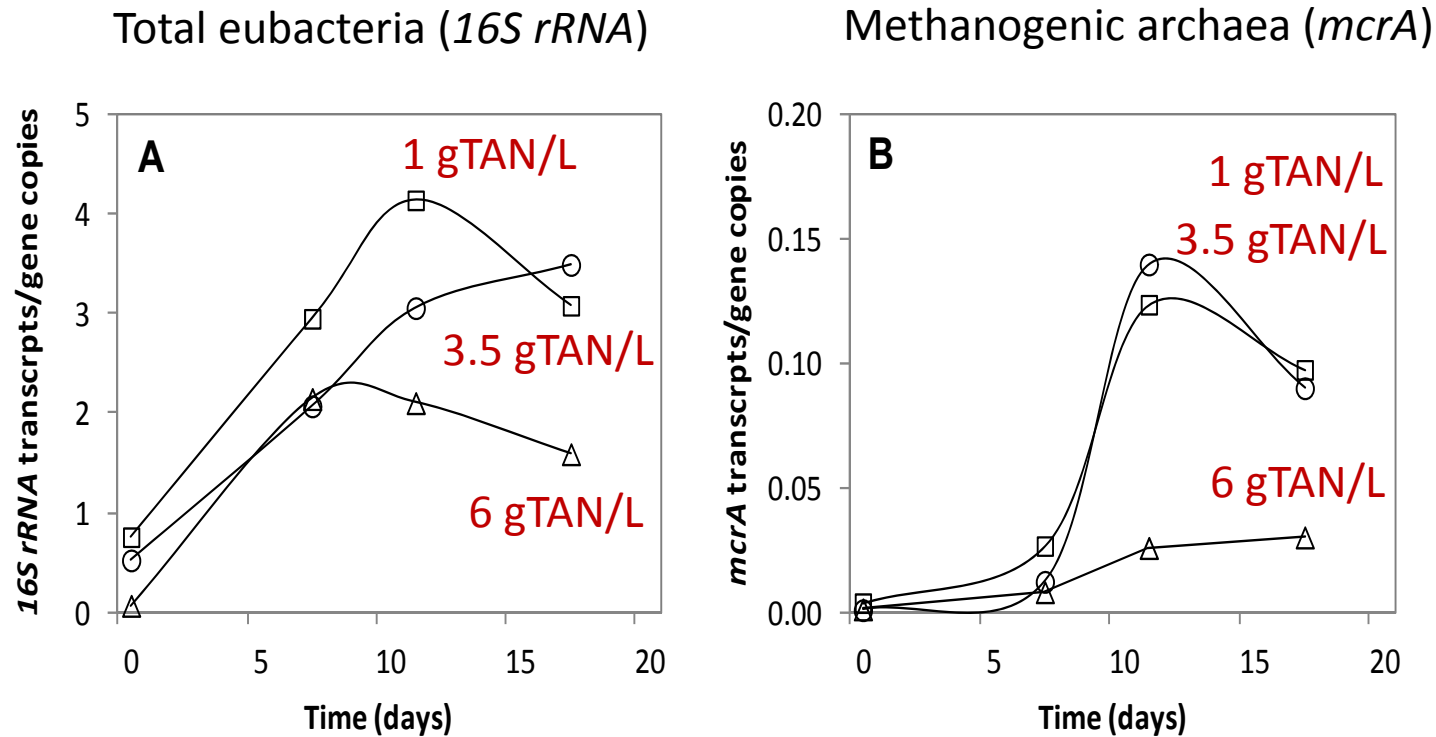 Total eubacteria (16S rRNA)
16S rRNA transcrpts/gene copies
5
4
3
2
1
0
A
1 gTAN/L
3.5 gTAN/L
6 gTAN/L
0 5 10 15 20
Time (days)
Methanogenic archaea (mcrA)
mcrA transcrpts/gene copies
0.20
0.15
0.10
0.05
0.00
B
1 gTAN/L
3.5 gTAN/L
6 gTAN/L
0 5 10 15 20
Time (days)